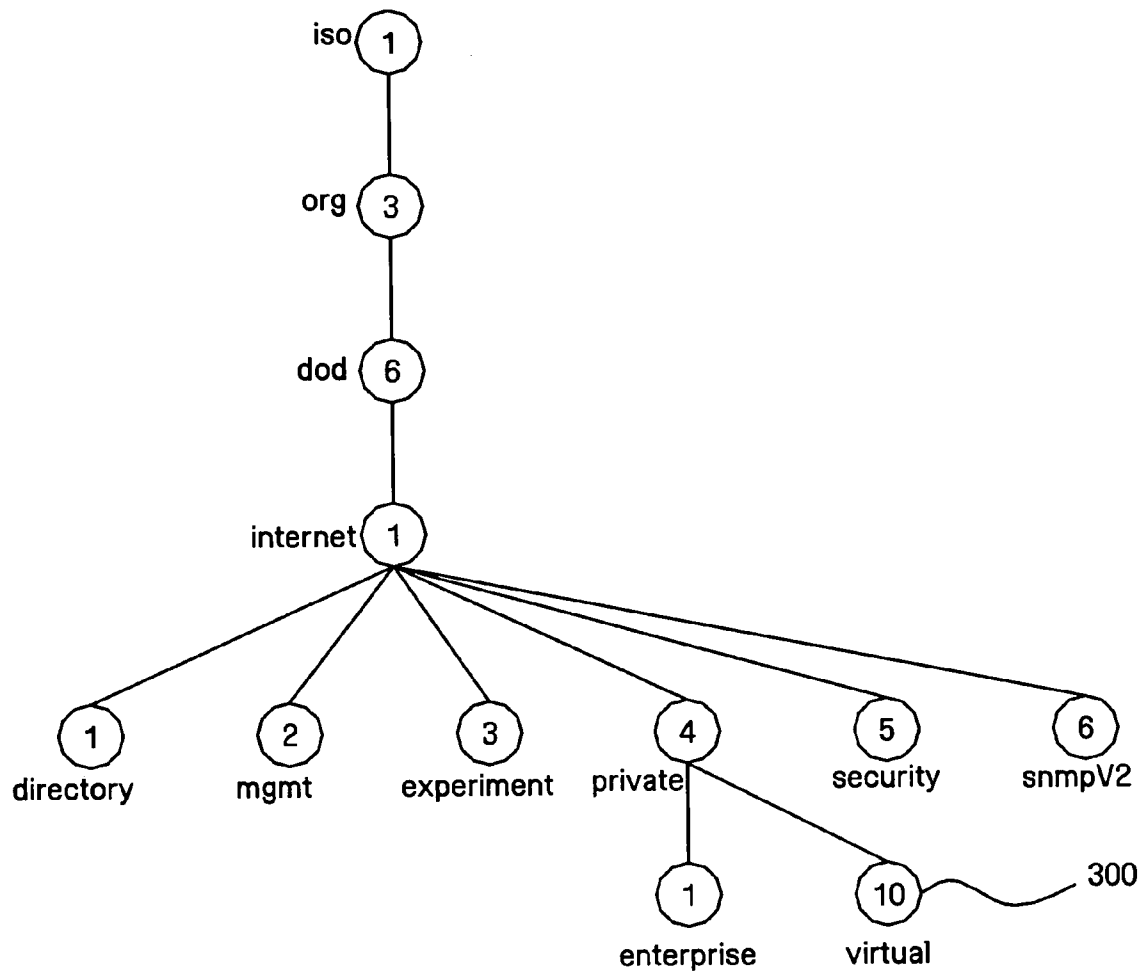 iso 1
org 3
dod 6
internet 1
1 2 3 4 5 6
directory mgmt experiment private security snmpV2
1 10 300
enterprise virtual